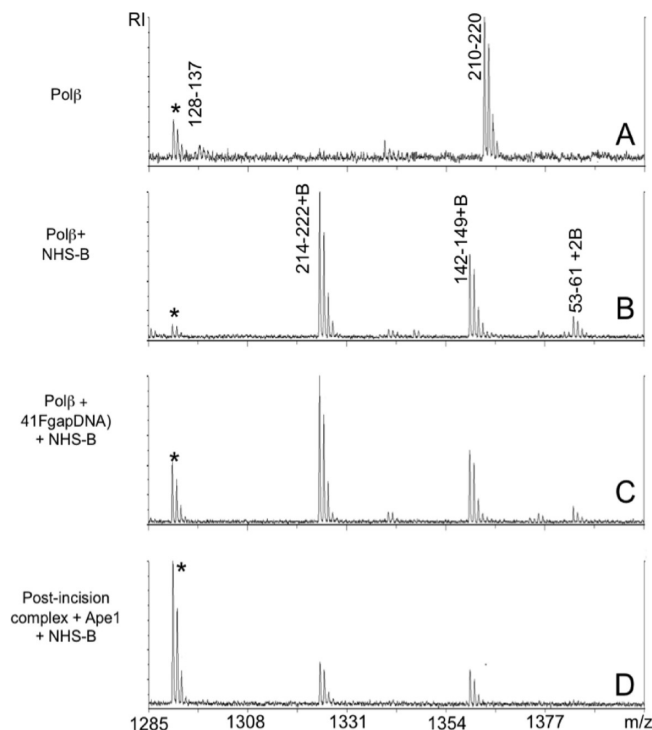 RI
Polβ
*
128-137
210-220
A
Polβ+
NHS-B
*
214-222+B
142-149+B
53-61 +2B
B
Polβ +
41FgapDNA)
+ NHS-B
*
C
Post-incision
complex + Ape1
+ NHS-B
*
D
1285 1308 1331 1354 1377 m/z